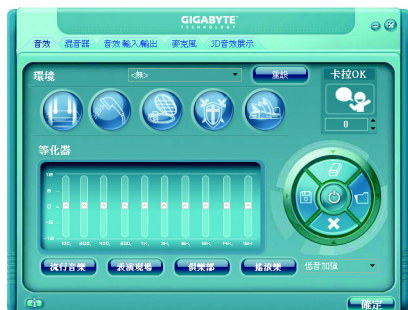 GIGABYTE
TECHNOLOGY
音效 混音器 音效輸入/輸出 麥克風 3D音效展示
環境 <無> 重設 卡拉OK
0
等化器
流行音樂 表演現場 俱樂部 搖滾樂 低音加強
確定